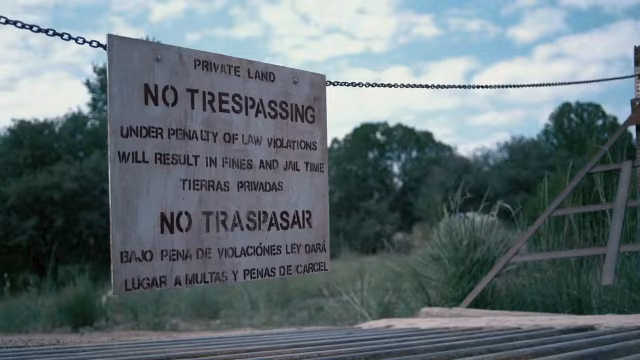 PRIVATE LAND
NO TRESPASSING
UNDER PENALTY OF LAW VIOLATIONS
WILL RESULT IN FINES AND JAIL TIME
TIERRAS PRIVADAS
NO TRASPASAR
BAJO PENA DE VIOLACIÓNES LEY DARÁ
LUGAR A MULTAS Y PENAS DE CARCEL